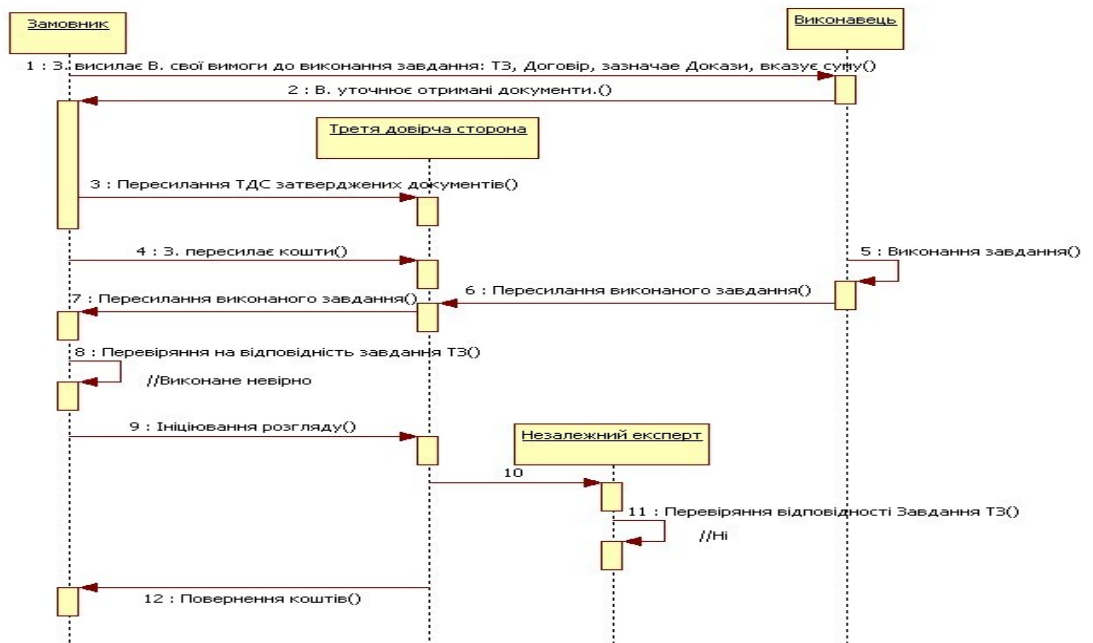 Замовник
Виконавець
1 : З. висилає В. свої вимоги до виконання завдання: ТЗ, Договір, зазначае Докази, вказує суму()
2 : В. уточнює отримані документи.()
Третя довірча сторона
3 : Пересилання ТДС затверджених документів()
4 : З. пересилає кошти()
5 : Виконання завдання()
6 : Пересилання виконаного завдання()
7 : Пересилання виконаного завдання()
8 : Перевіряння на відповідність завдання ТЗ()
//Виконане невірно
9 : Ініціювання розгляду()
Незалежний експерт
10
11 : Перевіряння відповідності Завдання ТЗ()
//Ні
12 : Повернення коштів()